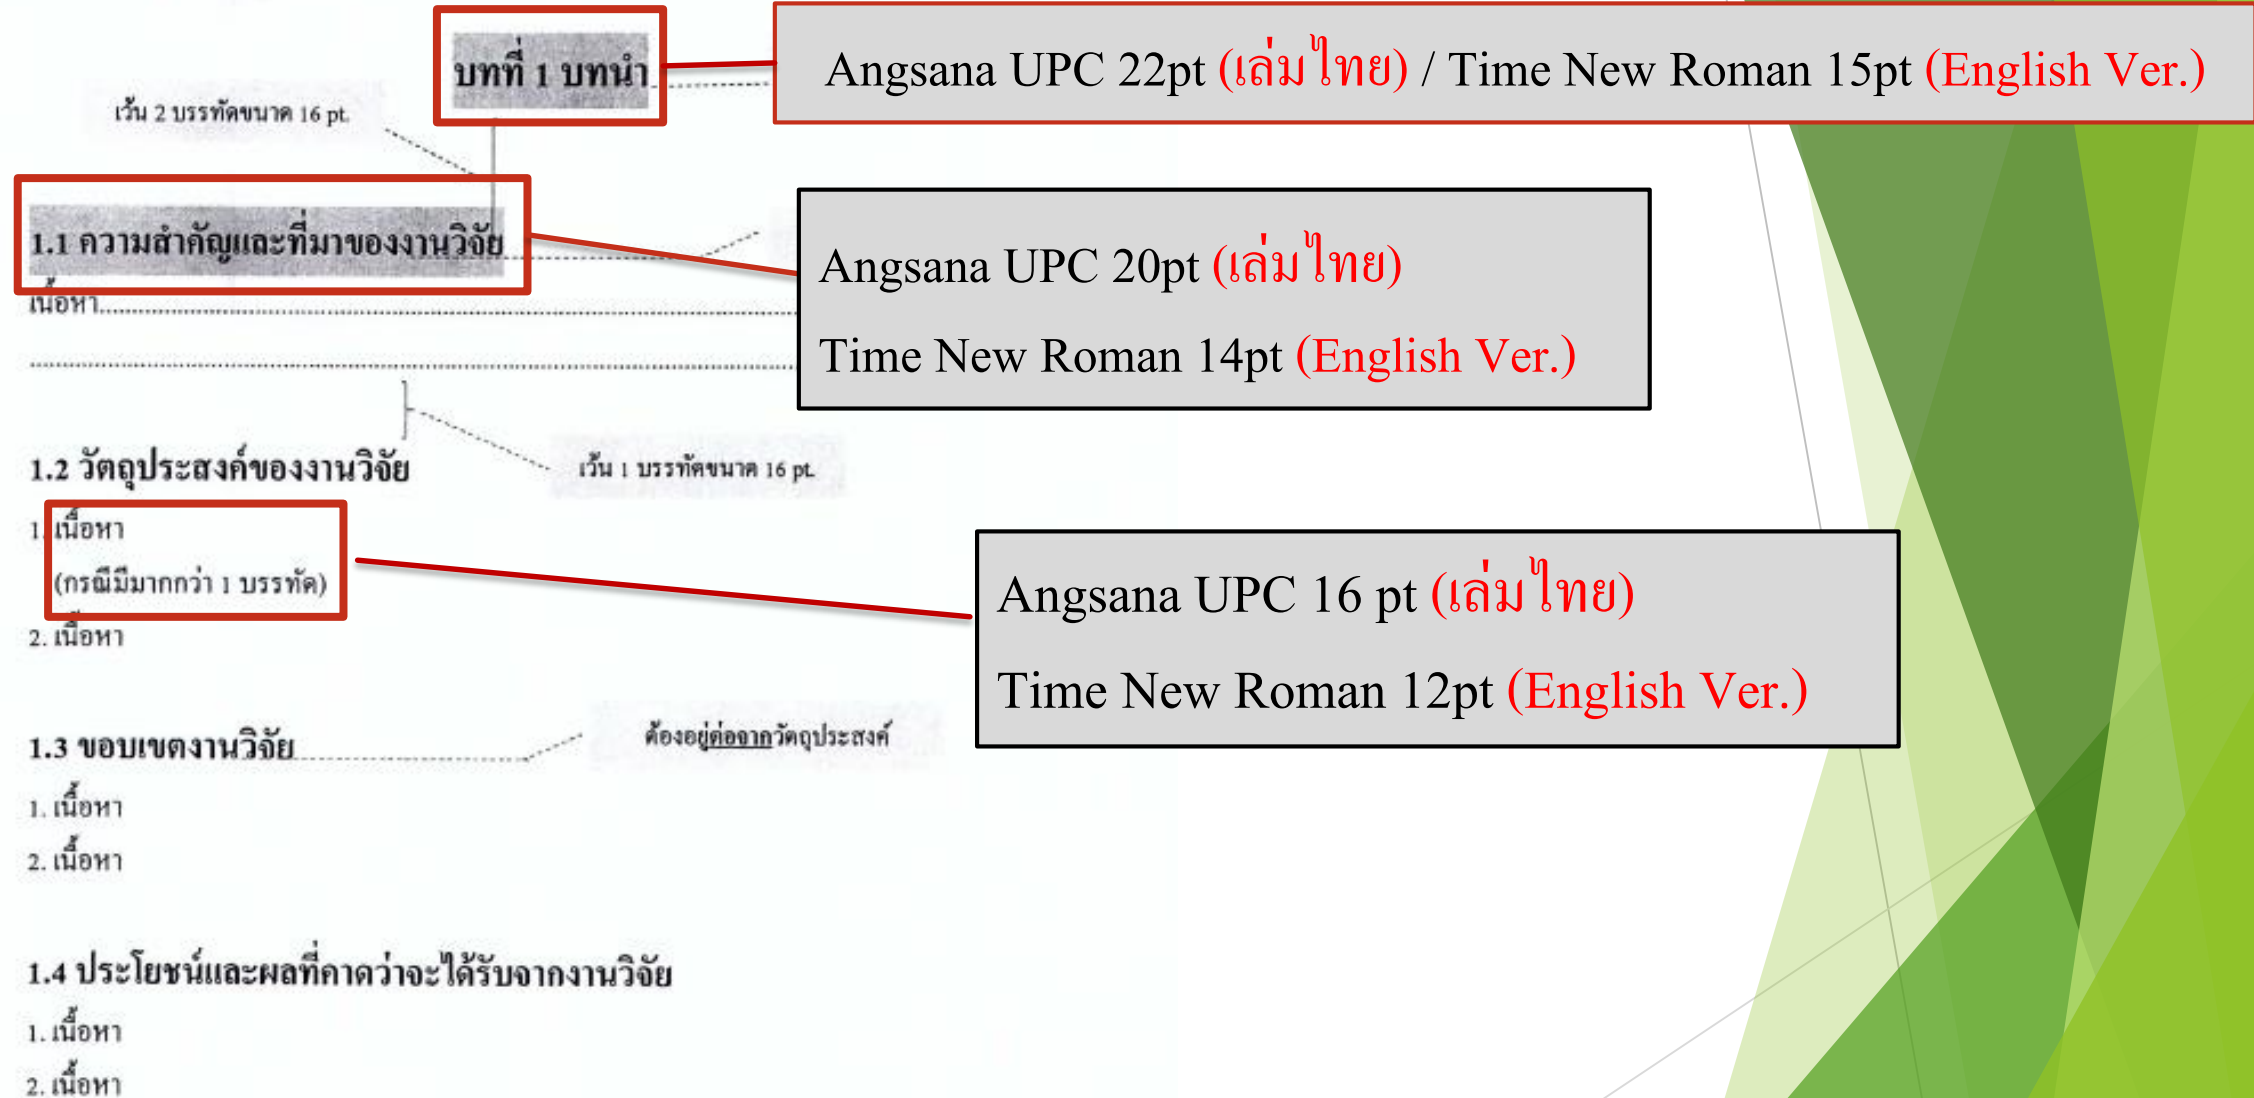 บทที่ 1 บทนำ
Angsana UPC 22pt (เล่มไทย) / Time New Roman 15pt (English Ver.)
เว้น 2 บรรทัดขนาด 16 pt.
1.1 ความสำคัญและที่มาของงานวิจัย
Angsana UPC 20pt (เล่มไทย)
Time New Roman 14pt (English Ver.)
เนื้อหา
1.2 วัตถุประสงค์ของงานวิจัย
เว้น 1 บรรทัดขนาด 16 pt.
1. เนื้อหา
(กรณีมีมากกว่า 1 บรรทัด)
2. เนื้อหา
Angsana UPC 16 pt (เล่มไทย)
Time New Roman 12pt (English Ver.)
1.3 ขอบเขตงานวิจัย
ต้องอยู่ต่อจากวัตถุประสงค์
1. เนื้อหา
2. เนื้อหา
1.4 ประโยชน์และผลที่คาดว่าจะได้รับจากงานวิจัย
1. เนื้อหา
2. เนื้อหา